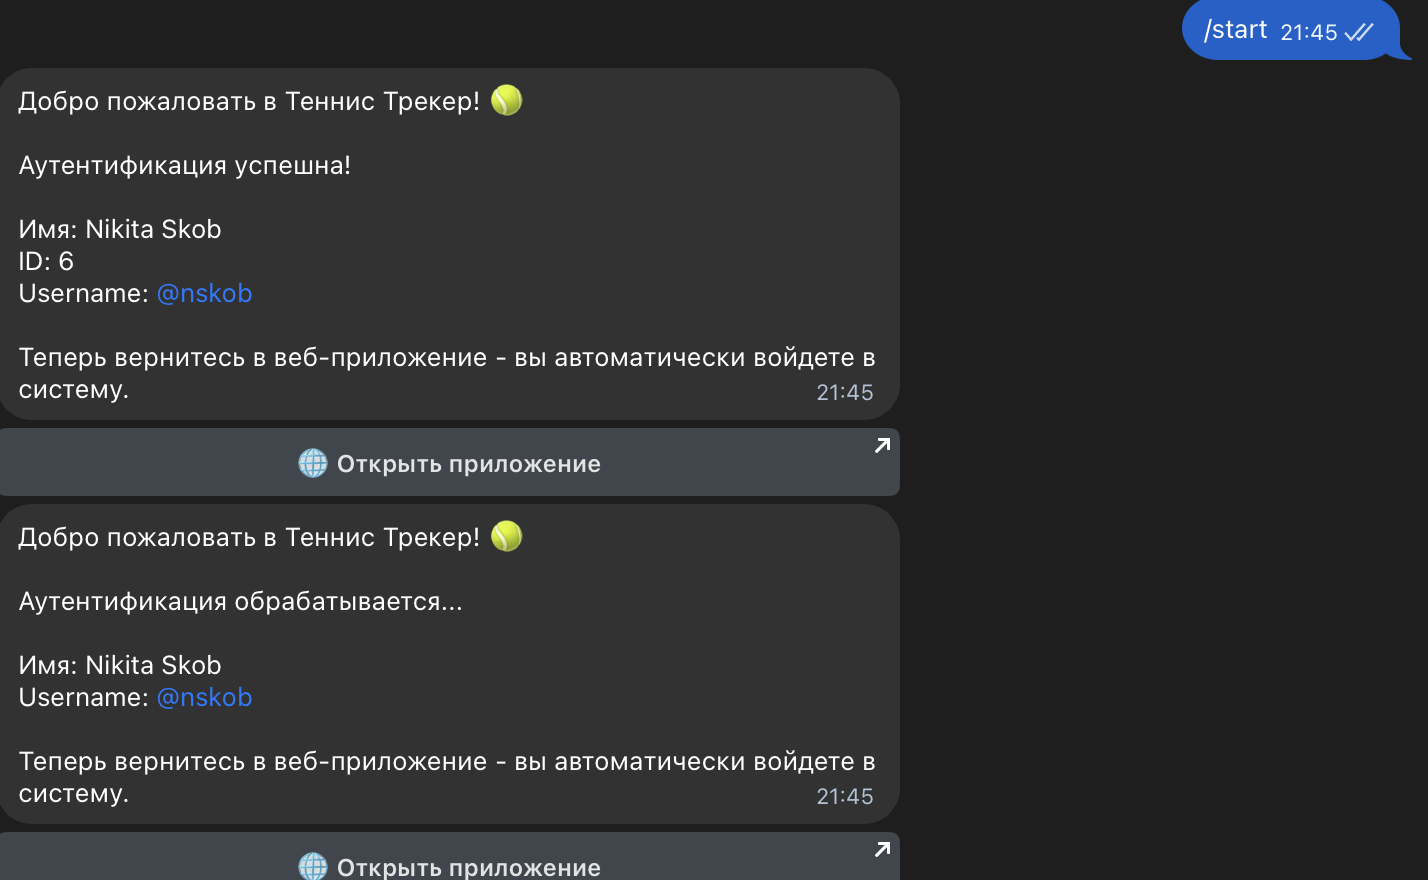 /start 21:45
Добро пожаловать в Теннис Трекер! 🎾
Аутентификация успешна!
Имя: Nikita Skob
ID: 6
Username: @nskob
Теперь вернитесь в веб-приложение - вы автоматически войдете в
систему.
21:45
🌐 Открыть приложение
Добро пожаловать в Теннис Трекер! 🎾
Аутентификация обрабатывается...
Имя: Nikita Skob
Username: @nskob
Теперь вернитесь в веб-приложение - вы автоматически войдете в
систему.
21:45
🌐 Открыть приложение